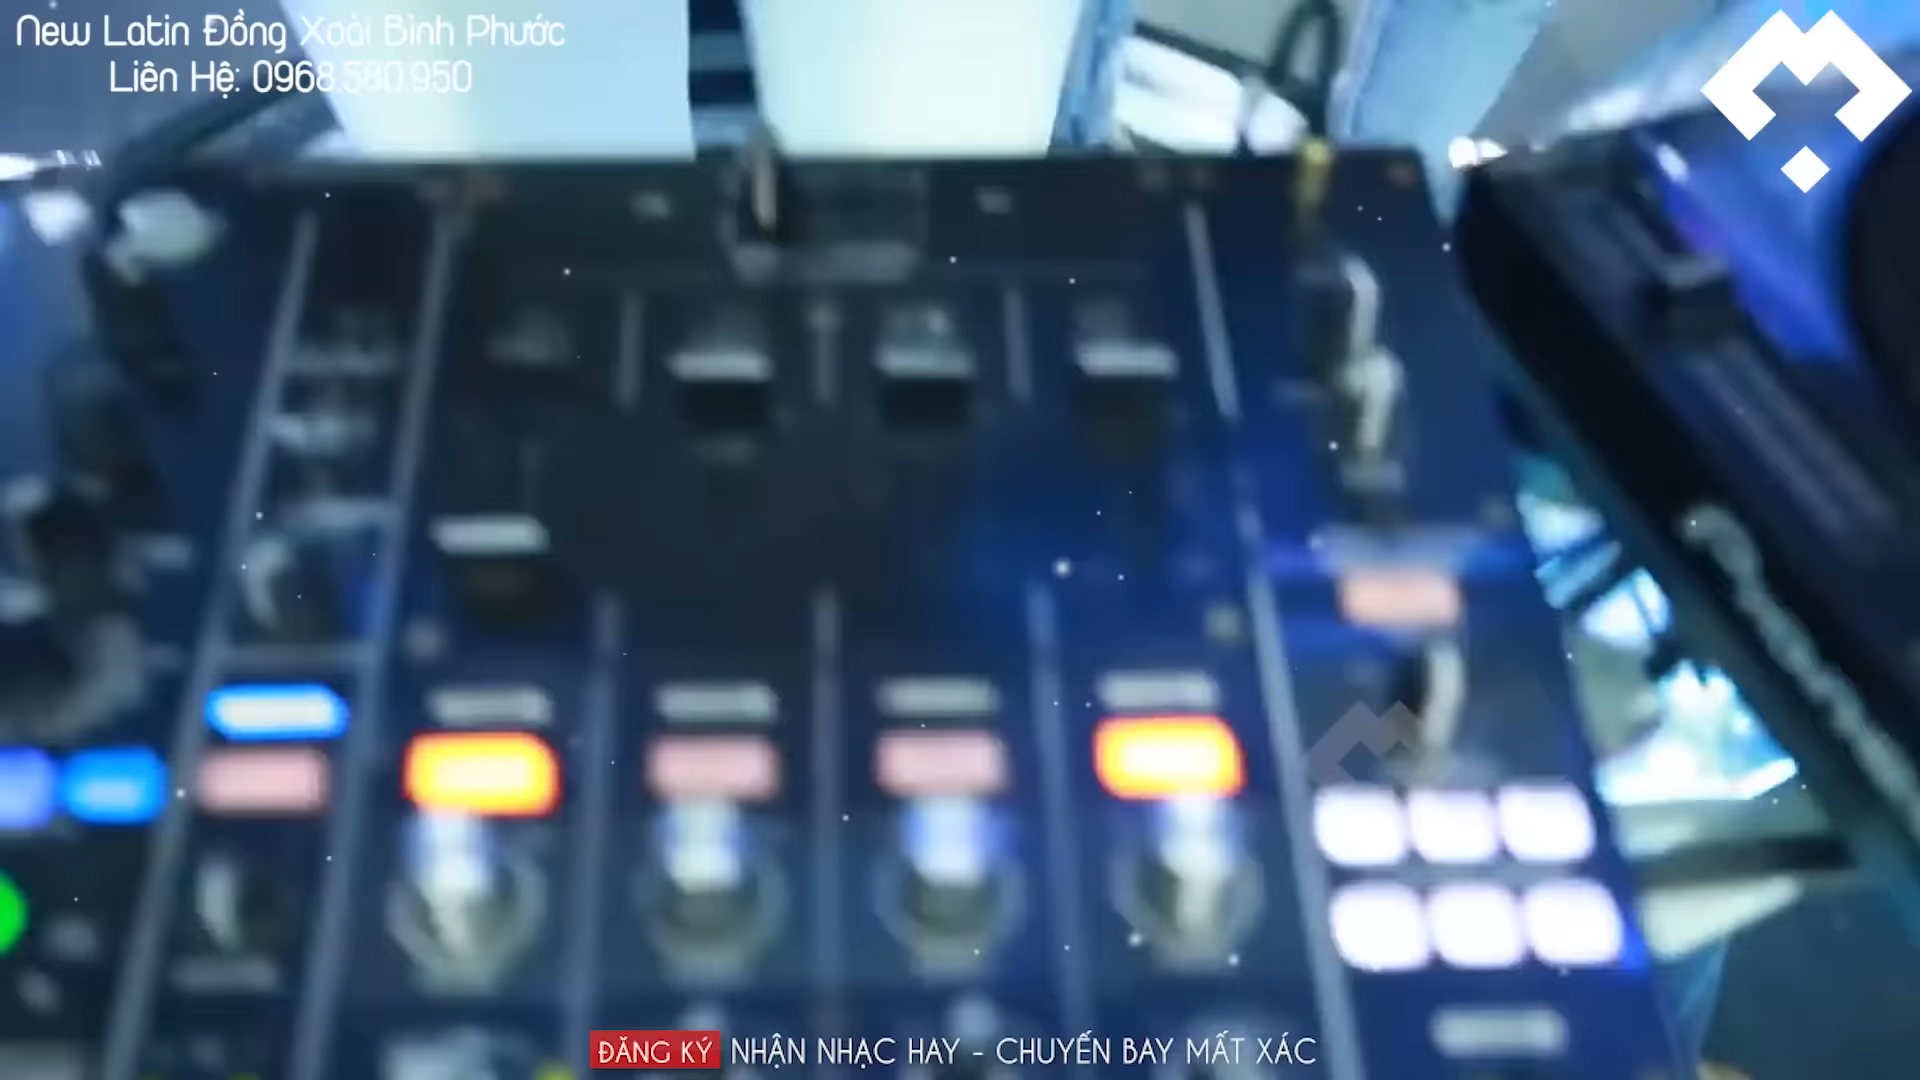 New Latin Đồng Xoài Bình Phước
Liên Hệ: 0968.580.950
ĐĂNG KÝ NHẬN NHẠC HAY - CHUYẾN BAY MẤT XÁC